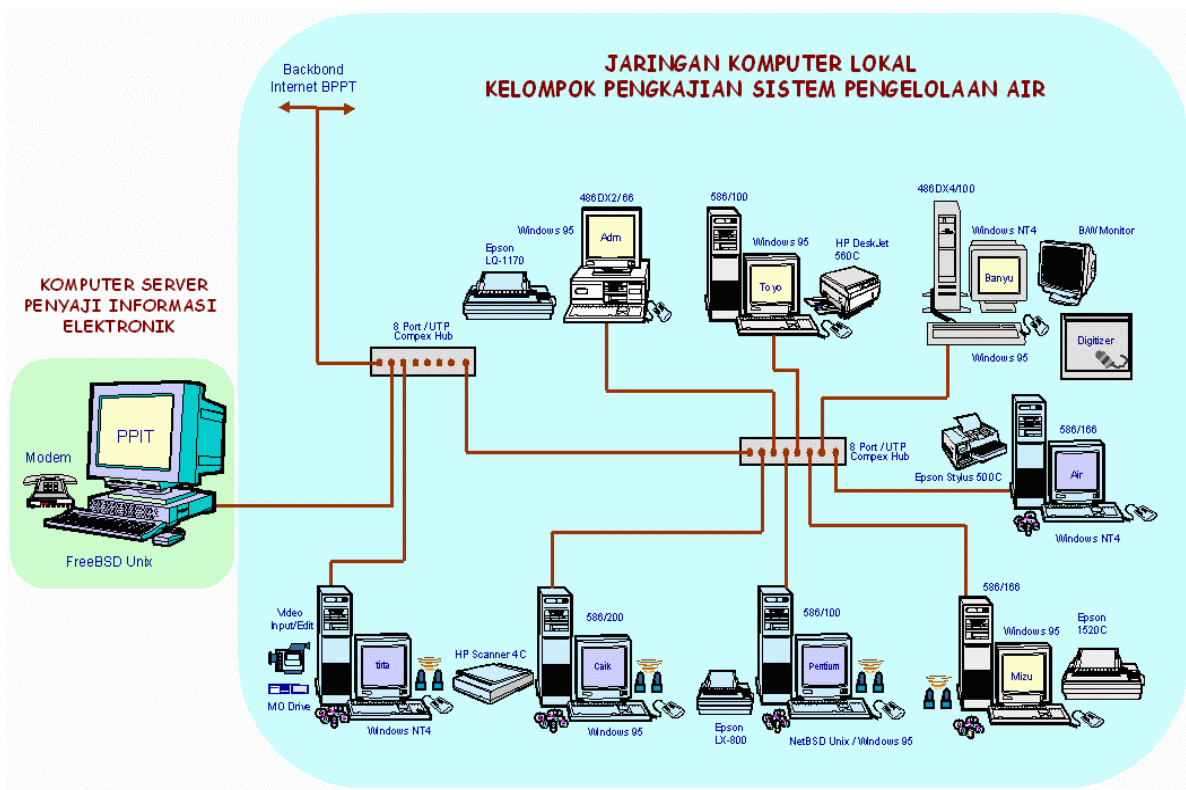 JARINGAN KOMPUTER LOKAL
KELOMPOK PENGKAJIAN SISTEM PENGELOLAAN AIR
Backbond
Internet BPPT
KOMPUTER SERVER
PENYAJI INFORMASI
ELEKTRONIK
PPIT
Modem
FreeBSD Unix
8 Port / UTP
Compex Hub
486DX2/66
Windows 95
Adm
Epson
LQ-1170
586/100
Windows 95
Toyo
HP DeskJet
560C
486DX4/100
Windows NT4
Banyu
B/W Monitor
Windows 95
Digitizer
8 Port / UTP
Compex Hub
586/166
Air
Epson Stylus 500C
Windows NT4
Video
Input/Edit
tirta
MO Drive
Windows NT4
586/200
HP Scanner 4C
Caik
Windows 95
586/100
Pentium
Epson
LX-800
NetBSD Unix / Windows 95
586/166
Windows 95
Mizu
Epson
1520C